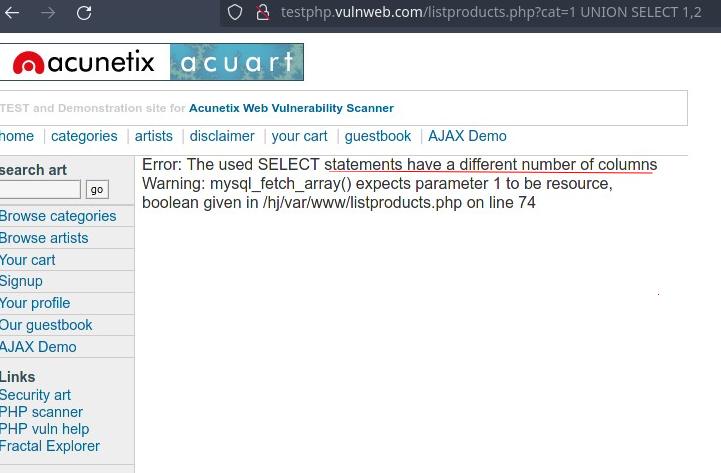 testphp.vulnweb.com/listproducts.php?cat=1 UNION SELECT 1,2
acunetix acuart
TEST and Demonstration site for Acunetix Web Vulnerability Scanner
home categories artists disclaimer your cart guestbook AJAX Demo
search art
go
Browse categories
Browse artists
Your cart
Signup
Your profile
Our guestbook
AJAX Demo
Links
Security art
PHP scanner
PHP vuln help
Fractal Explorer
Error: The used SELECT statements have a different number of columns
Warning: mysql_fetch_array() expects parameter 1 to be resource,
boolean given in /hj/var/www/listproducts.php on line 74